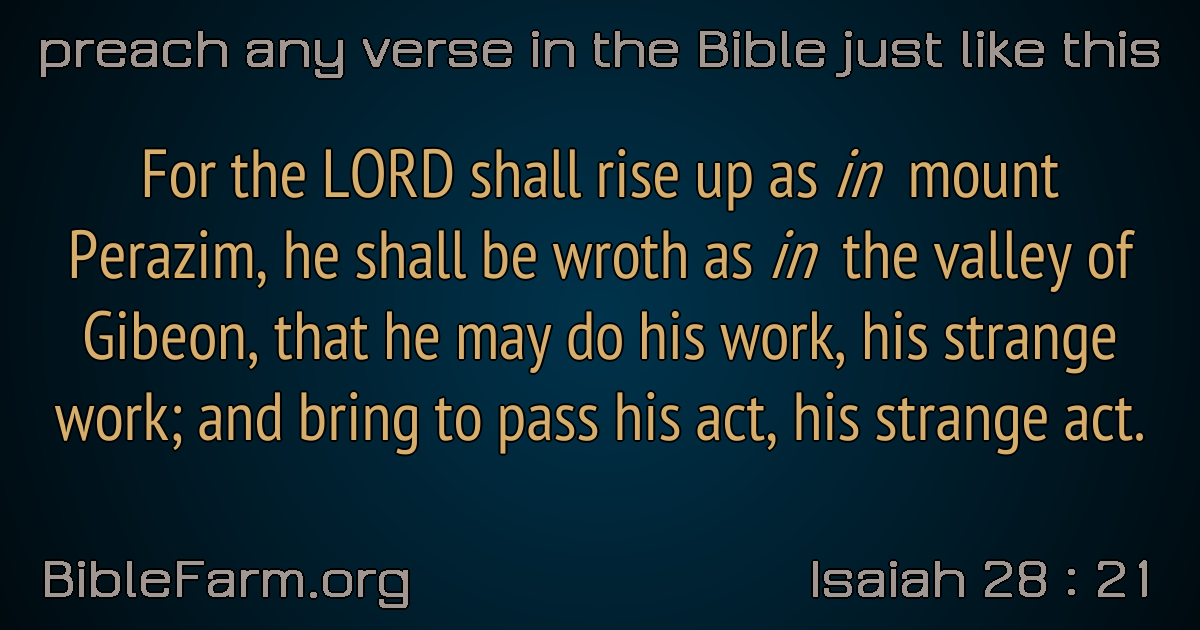 preach any verse in the Bible just like this
For the LORD shall rise up as in mount
Perazim, he shall be wroth as in the valley of
Gibeon, that he may do his work, his strange
work; and bring to pass his act, his strange act.
BibleFarm.org
Isaiah 28 : 21